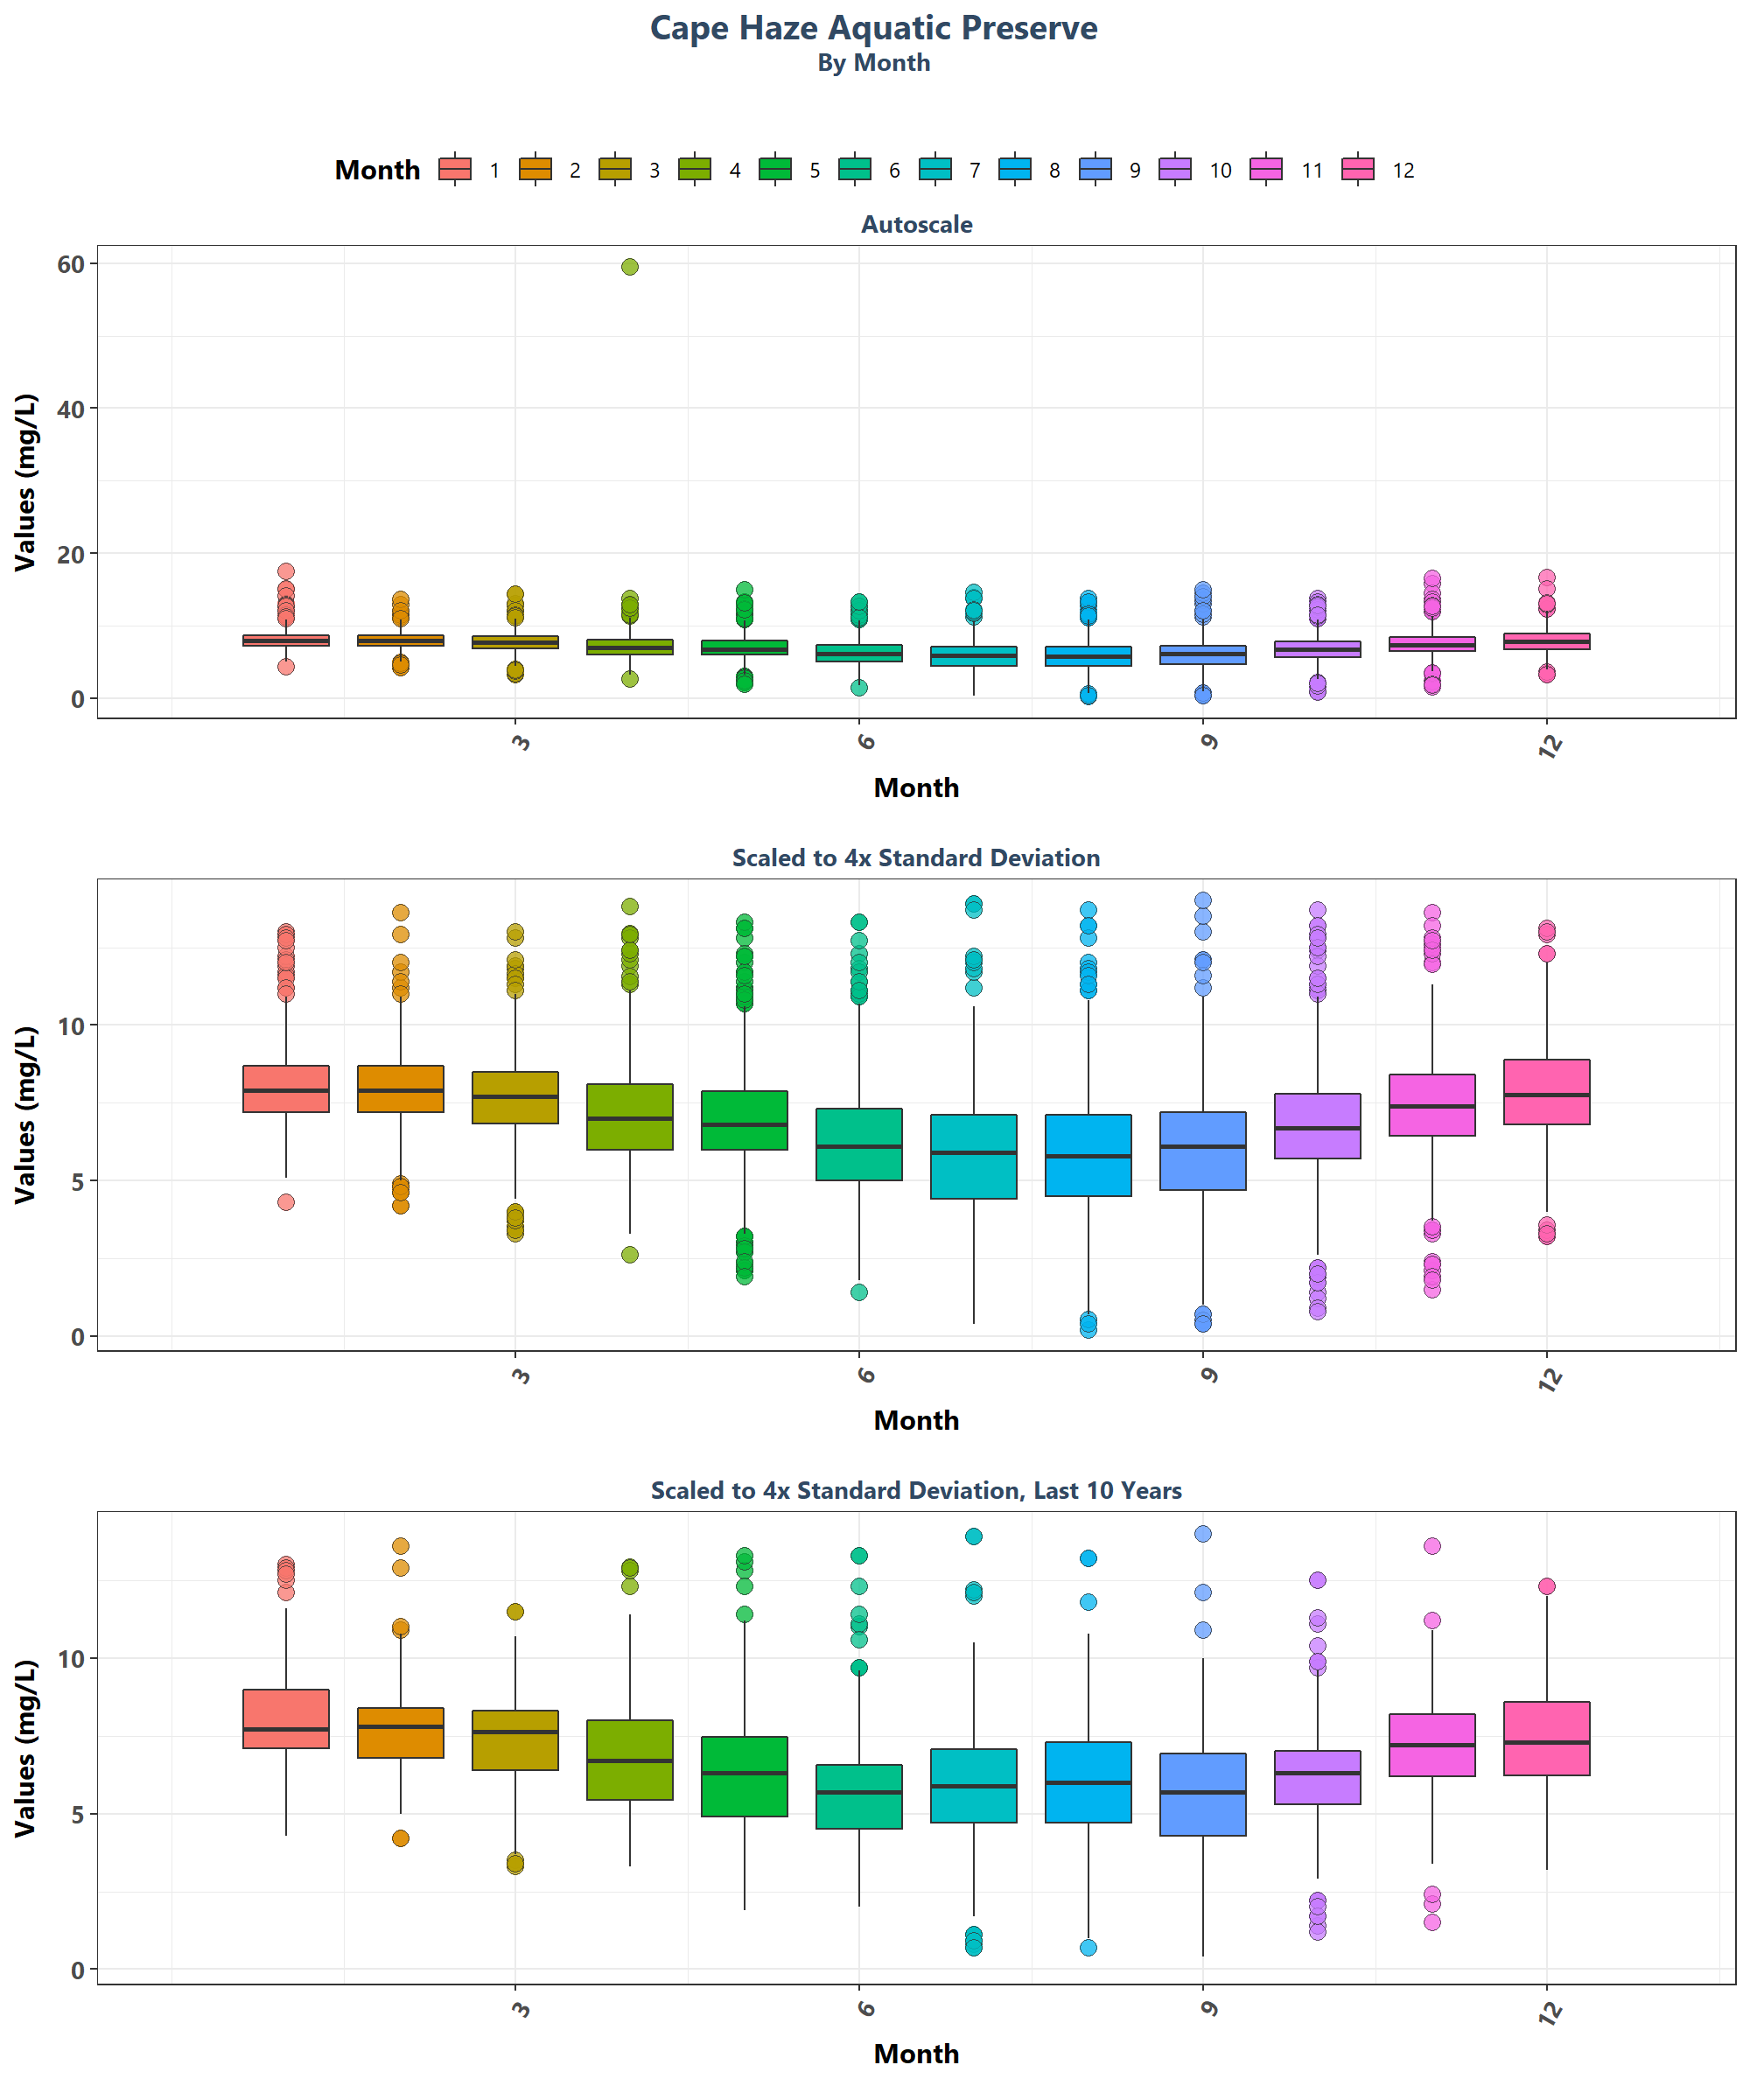 Cape Haze Aquatic Preserve
By Month
Month 1 2 3 4 5 6 7 8 9 10 11 12
Autoscale
Values (mg/L)
60
40
20
0
3 6 9 12
Month
Scaled to 4x Standard Deviation
Values (mg/L)
10
5
0
3 6 9 12
Month
Scaled to 4x Standard Deviation, Last 10 Years
Values (mg/L)
10
5
0
3 6 9 12
Month